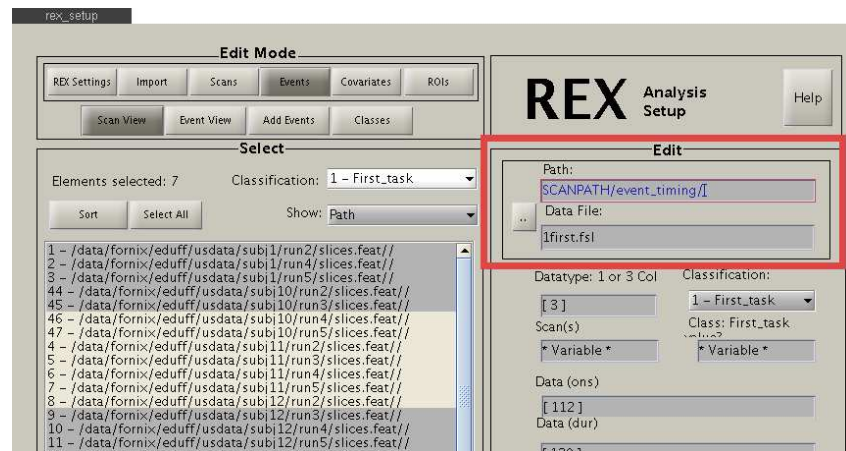 rex_setup
Edit Mode
REX Settings Import Scans Events Covariates ROIs
Scan View Event View Add Events Classes
Select
Elements selected: 7 Classification: 1 - First_task
Sort Select All Show: Path
1 - /data/fornix/eduff/usdata/subj1/run2/slices.feat//
2 - /data/fornix/eduff/usdata/subj1/run4/slices.feat//
3 - /data/fornix/eduff/usdata/subj1/run5/slices.feat//
44 - /data/fornix/eduff/usdata/subj10/run2/slices.feat//
45 - /data/fornix/eduff/usdata/subj10/run3/slices.feat//
46 - /data/fornix/eduff/usdata/subj10/run4/slices.feat//
47 - /data/fornix/eduff/usdata/subj10/run5/slices.feat//
4 - /data/fornix/eduff/usdata/subj11/run2/slices.feat//
5 - /data/fornix/eduff/usdata/subj11/run3/slices.feat//
6 - /data/fornix/eduff/usdata/subj11/run4/slices.feat//
7 - /data/fornix/eduff/usdata/subj11/run5/slices.feat//
8 - /data/fornix/eduff/usdata/subj12/run2/slices.feat//
9 - /data/fornix/eduff/usdata/subj12/run3/slices.feat//
10 - /data/fornix/eduff/usdata/subj12/run4/slices.feat//
11 - /data/fornix/eduff/usdata/subj12/run5/slices.feat//
REX Analysis
Setup
Help
Edit
Path:
SCANPATH/event_timing/
.. Data File:
1first.fsl
Datatype: 1 or 3 Col Classification:
[ 3 ] 1 - First_task
Scan(s) Class: First_task
* Variable * * Variable *
Data (ons)
[ 112 ]
Data (dur)